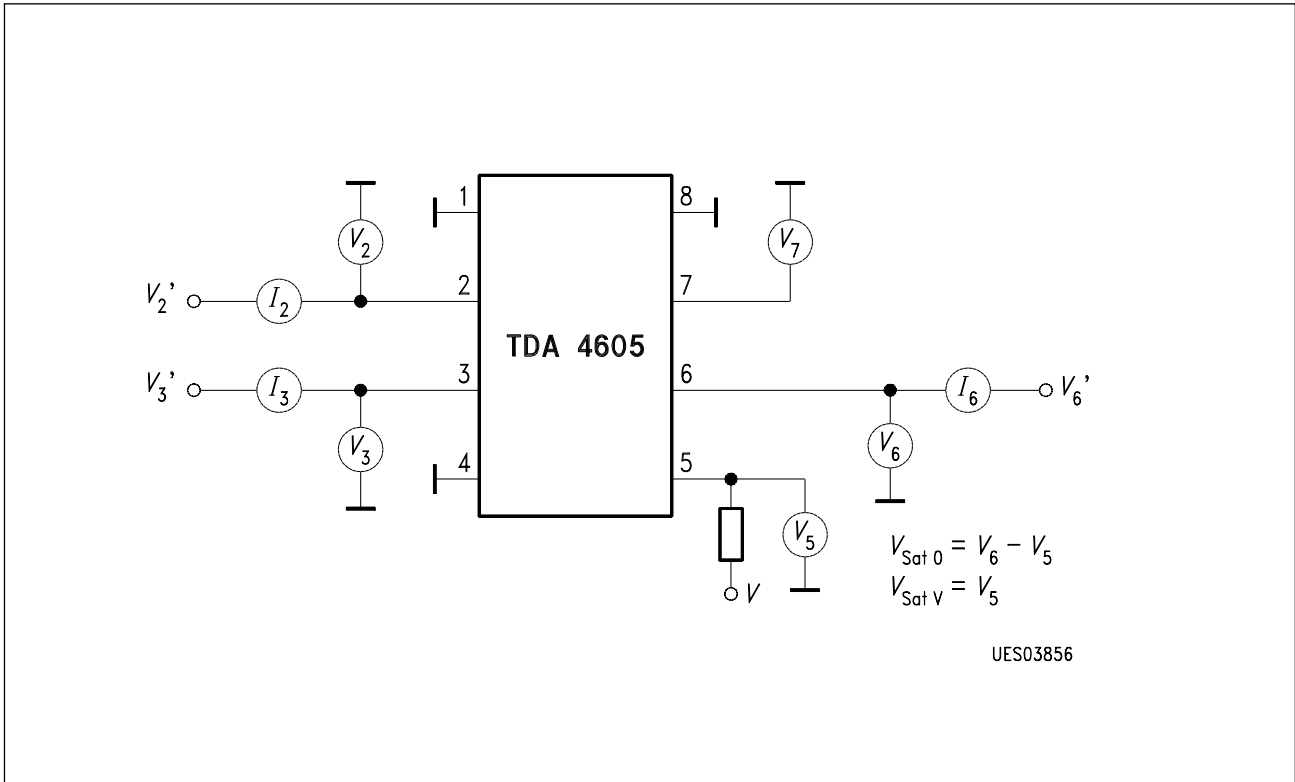 1
8
V2
V7
V2'
I2
2
7
TDA 4605
V3'
I3
3
6
I6
V6'
V3
V6
4
5
V5
VSat 0 = V6 - V5
V
VSat V = V5
UES03856